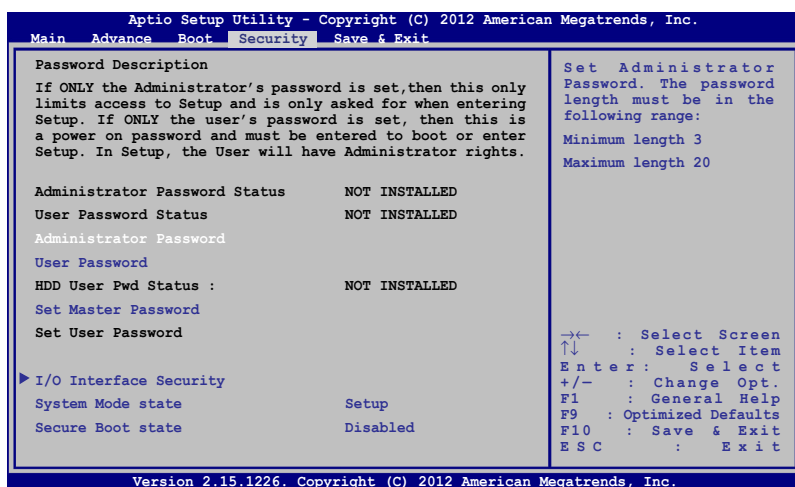 Aptio Setup Utility - Copyright (C) 2012 American Megatrends, Inc.
Main Advance Boot Security Save & Exit
Password Description
If ONLY the Administrator's password is set,then this only
limits access to Setup and is only asked for when entering
Setup. If ONLY the user's password is set, then this is
a power on password and must be entered to boot or enter
Setup. In Setup, the User will have Administrator rights.
Administrator Password Status NOT INSTALLED
User Password Status NOT INSTALLED
Administrator Password
User Password
HDD User Pwd Status : NOT INSTALLED
Set Master Password
Set User Password
I/O Interface Security
System Mode state Setup
Secure Boot state Disabled
Set Administrator
Password. The password
length must be in the
following range:
Minimum length 3
Maximum length 20
→← : Select Screen
↑↓ : Select Item
Enter: Select
+/— : Change Opt.
F1 : General Help
F9 : Optimized Defaults
F10 : Save & Exit
ESC : Exit
Version 2.15.1226. Copyright (C) 2012 American Megatrends, Inc.